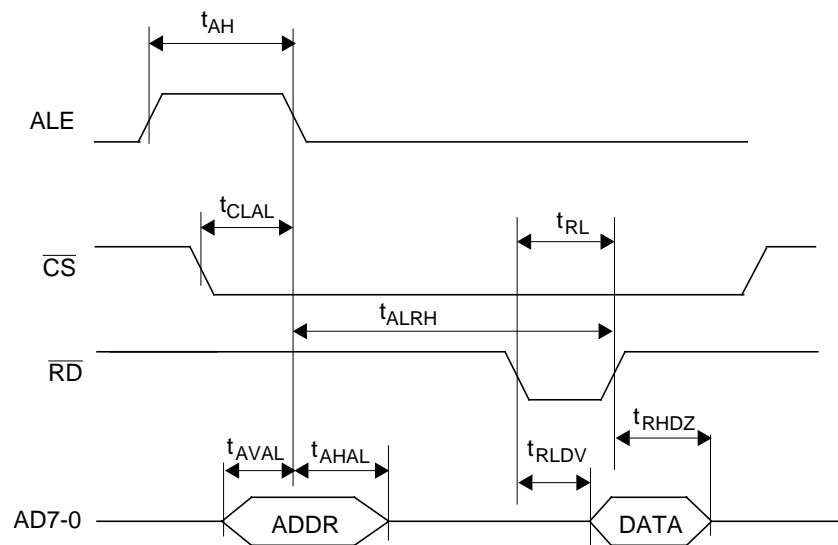 tAH
ALE
tCLAL
tRL
CS
tALRH
RD
tRHDZ
tAVAL
tAHAL
tRLDV
AD7-0
ADDR
DATA